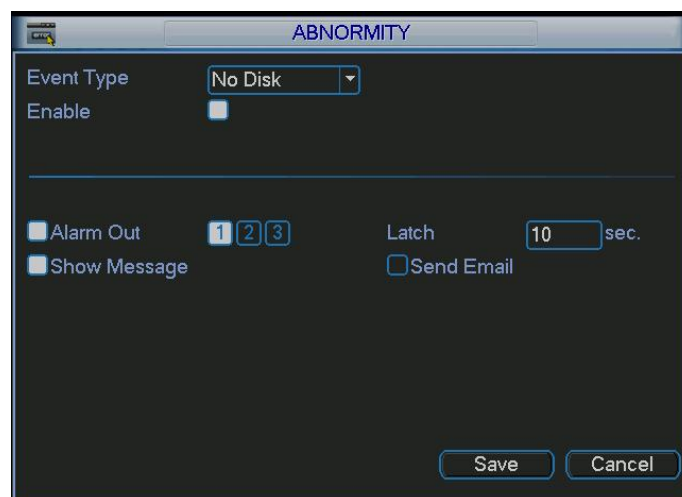 ABNORMITY
Event Type No Disk
Enable
Alarm Out 1 2 3 Latch 10 sec.
Show Message Send Email
Save Cancel